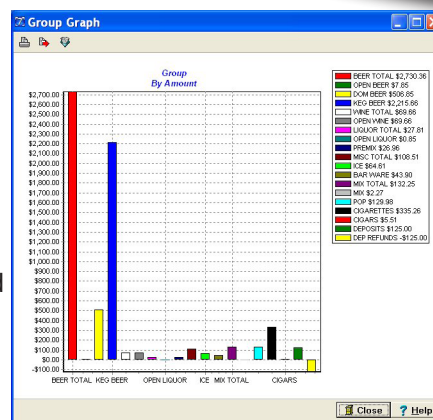 Group Graph
Group
By Amount
$2,700.00
$2,600.00
$2,500.00
$2,400.00
$2,300.00
$2,200.00
$2,100.00
$2,000.00
$1,900.00
$1,800.00
$1,700.00
$1,600.00
$1,500.00
$1,400.00
$1,300.00
$1,200.00
$1,100.00
$1,000.00
$900.00
$800.00
$700.00
$600.00
$500.00
$400.00
$300.00
$200.00
$100.00
$0.00
-$100.00
BEER TOTAL KEG BEER OPEN LIQUOR ICE MIX TOTAL CIGARS
BEER TOTAL $2,730.36
OPEN BEER $7.85
DOM BEER $506.85
KEG BEER $2,215.66
WINE TOTAL $69.66
OPEN WINE $69.66
LIQUOR TOTAL $27.81
OPEN LIQUOR $0.85
PREMIX $26.96
MISC TOTAL $108.51
ICE $64.61
BAR WARE $43.90
MIX TOTAL $132.25
MIX $2.27
POP $129.98
CIGARETTES $335.26
CIGARS $5.51
DEPOSITS $125.00
DEP REFUNDS -$125.00
Close ? Help